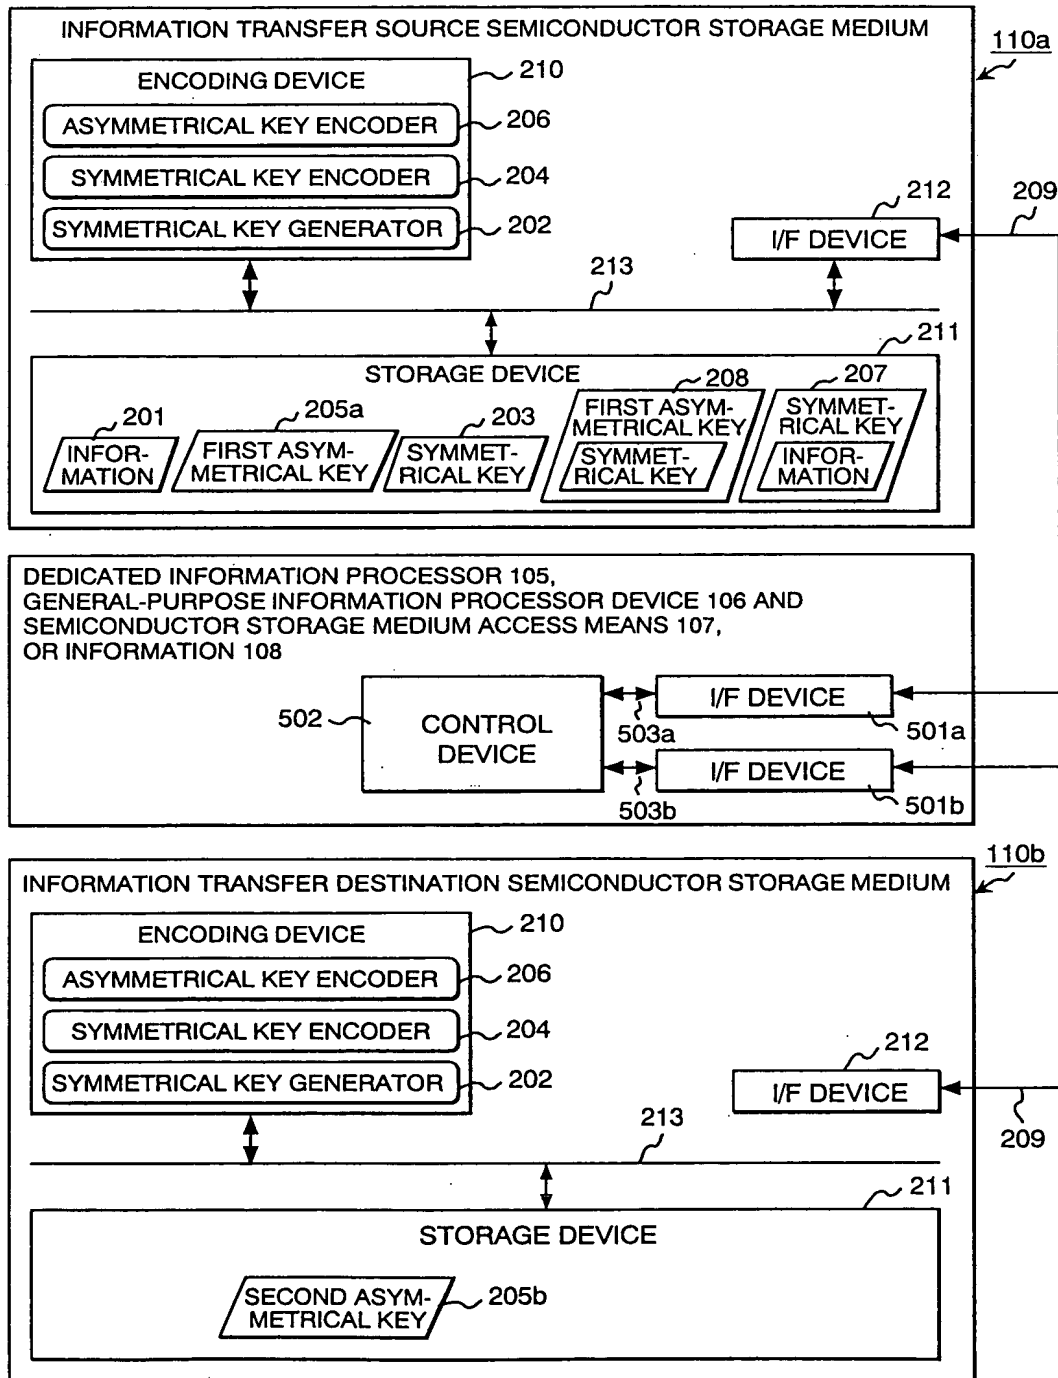 INFORMATION TRANSFER SOURCE SEMICONDUCTOR STORAGE MEDIUM
110a
ENCODING DEVICE
210
ASYMMETRICAL KEY ENCODER
206
SYMMETRICAL KEY ENCODER
204
SYMMETRICAL KEY GENERATOR
202
212
I/F DEVICE
209
213
211
STORAGE DEVICE
201
INFOR-
MATION
205a
FIRST ASYM-
METRICAL KEY
203
SYMMET-
RICAL KEY
208
FIRST ASYM-
METRICAL KEY
SYMMET-
RICAL KEY
207
SYMMET-
RICAL KEY
INFOR-
MATION
DEDICATED INFORMATION PROCESSOR 105,
GENERAL-PURPOSE INFORMATION PROCESSOR DEVICE 106 AND
SEMICONDUCTOR STORAGE MEDIUM ACCESS MEANS 107,
OR INFORMATION 108
502
CONTROL
DEVICE
503a
I/F DEVICE
501a
503b
I/F DEVICE
501b
110b
INFORMATION TRANSFER DESTINATION SEMICONDUCTOR STORAGE MEDIUM
ENCODING DEVICE
210
ASYMMETRICAL KEY ENCODER
206
SYMMETRICAL KEY ENCODER
204
SYMMETRICAL KEY GENERATOR
202
212
I/F DEVICE
209
213
211
STORAGE DEVICE
SECOND ASYM-
METRICAL KEY
205b